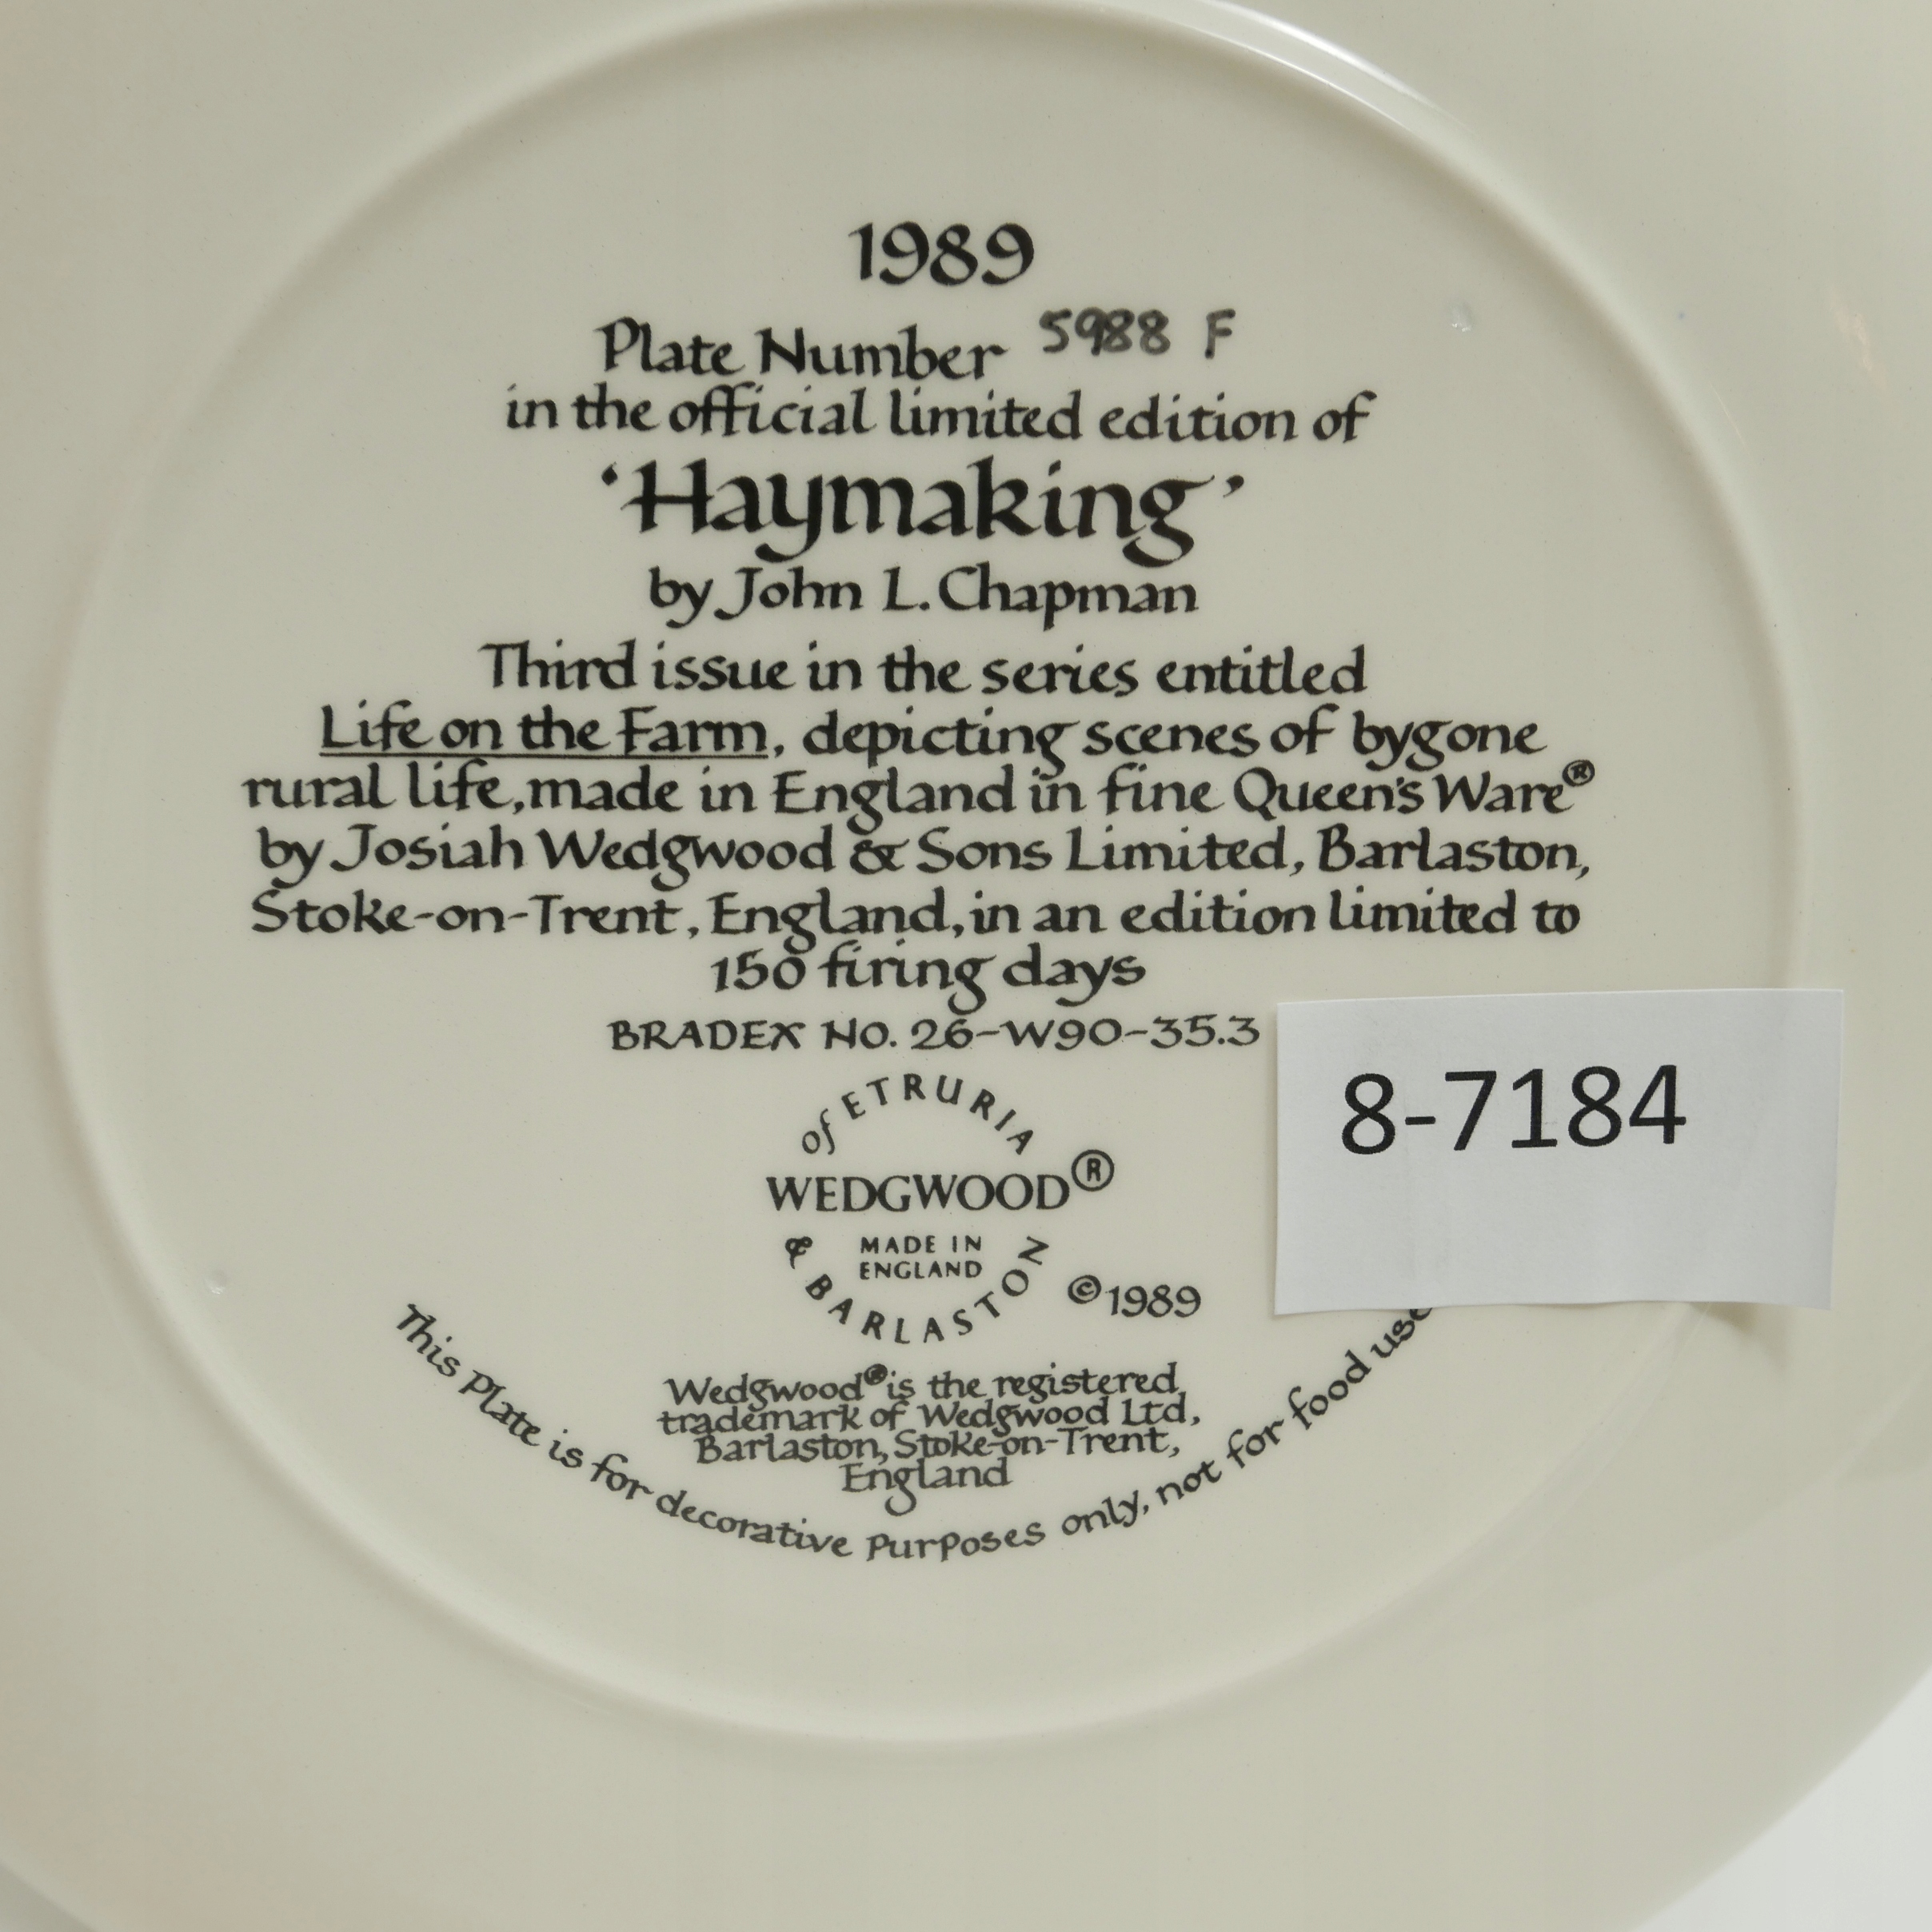 1989
Plate Number 5988 F
in the official limited edition of
'Haymaking'
by John L. Chapman
Third issue in the series entitled
Life on the Farm, depicting scenes of bygone
rural life, made in England in fine Queen's Ware®
by Josiah Wedgwood & Sons Limited, Barlaston,
Stoke-on-Trent, England, in an edition limited to
150 firing days
BRADEX NO. 26-W90-35.3
8-7184
of ETRURIA
WEDGWOOD®
MADE IN
ENGLAND
& BARLASTON
©1989
Wedgwood® is the registered
trademark of Wedgwood Ltd,
Barlaston, Stoke-on-Trent,
England
This Plate is for decorative Purposes only, not for food use